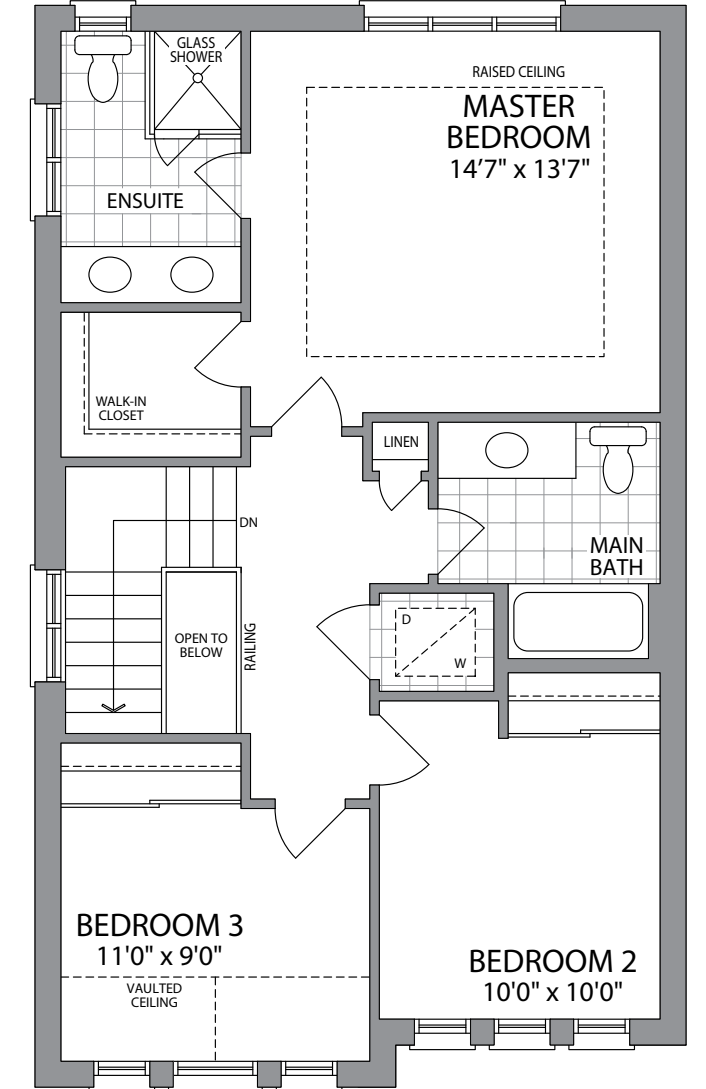 GLASS
SHOWER
RAISED CEILING
MASTER
BEDROOM
14'7" x 13'7"
ENSUITE
WALK-IN
CLOSET
LINEN
DN
MAIN
BATH
OPEN TO
BELOW
RAILING
D
W
BEDROOM 3
11'0" x 9'0"
VAULTED
CEILING
BEDROOM 2
10'0" x 10'0"